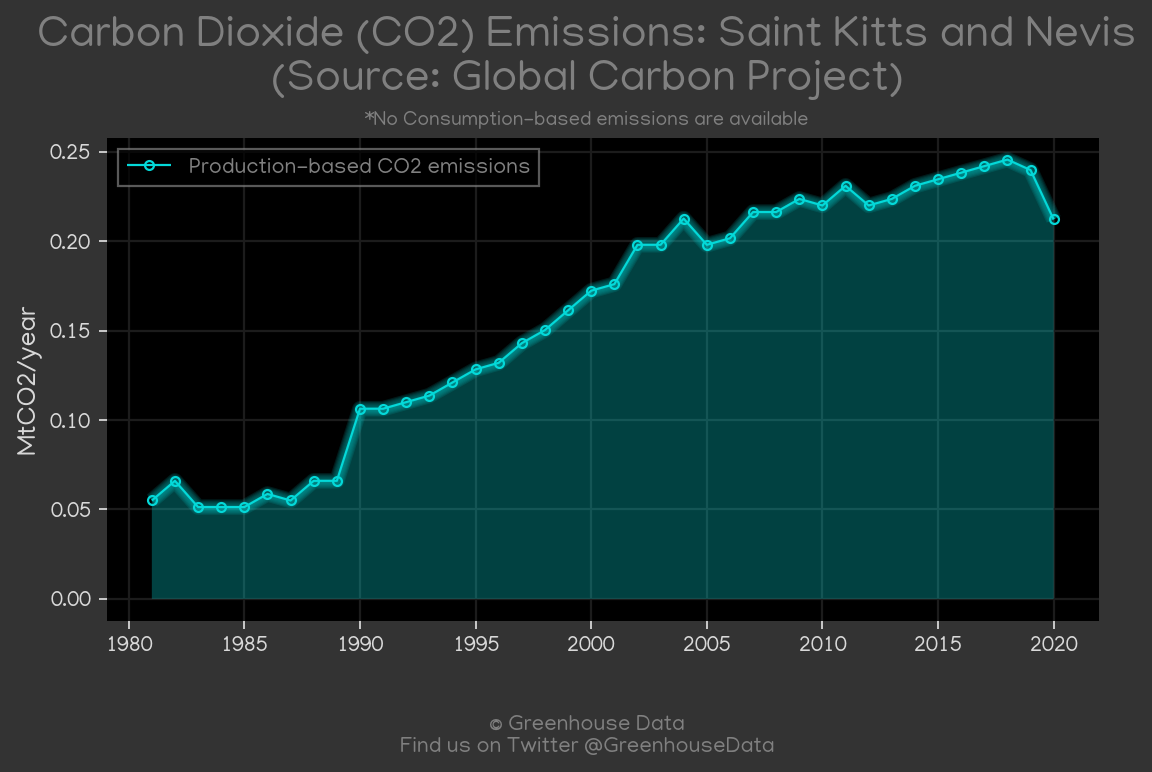 Carbon Dioxide (CO2) Emissions: Saint Kitts and Nevis
(Source: Global Carbon Project)
*No Consumption-based emissions are available
Production-based CO2 emissions
MtCO2/year
0.25
0.20
0.15
0.10
0.05
0.00
1980 1985 1990 1995 2000 2005 2010 2015 2020
© Greenhouse Data
Find us on Twitter @GreenhouseData